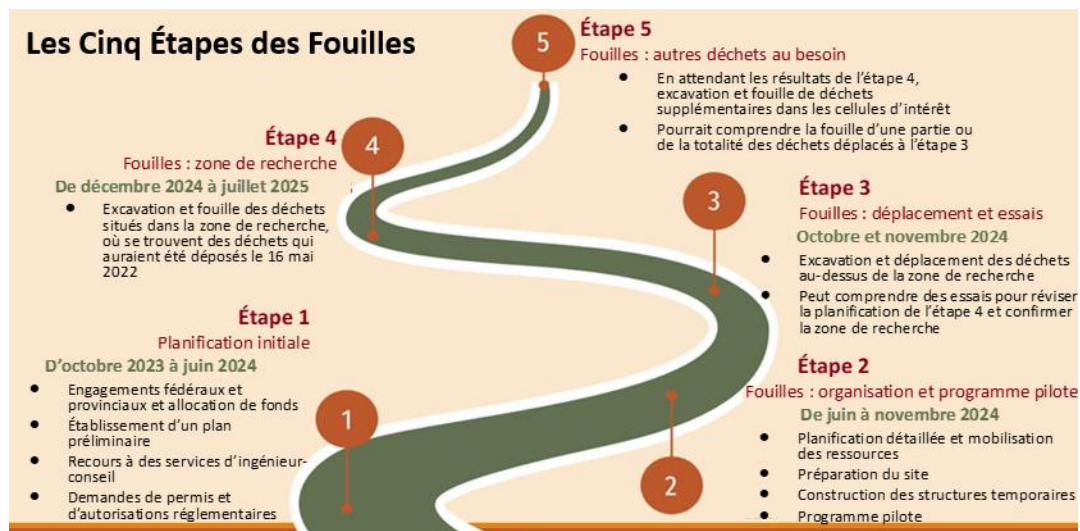 Les Cinq Étapes des Fouilles
5
Étape 5
Fouilles : autres déchets au besoin
• En attendant les résultats de l’étape 4,
excavation et fouille de déchets
supplémentaires dans les cellules d’intérêt
• Pourrait comprendre la fouille d’une partie ou
de la totalité des déchets déplacés à l’étape 3
4
Étape 4
Fouilles : zone de recherche
De décembre 2024 à juillet 2025
• Excavation et fouille des déchets
situés dans la zone de recherche,
où se trouvent des déchets qui
auraient été déposés le 16 mai
2022
3
Étape 3
Fouilles : déplacement et essais
Octobre et novembre 2024
• Excavation et déplacement des déchets
au-dessus de la zone de recherche
• Peut comprendre des essais pour réviser
la planification de l’étape 4 et confirmer
la zone de recherche
Étape 1
Planification initiale
D’octobre 2023 à juin 2024
• Engagements fédéraux et
provinciaux et allocation de fonds
• Établissement d’un plan
préliminaire
• Recours à des services d’ingénieur-
conseil
• Demandes de permis et
d’autorisations réglementaires
1
Étape 2
Fouilles : organisation et programme pilote
De juin à novembre 2024
• Planification détaillée et mobilisation
des ressources
• Préparation du site
• Construction des structures temporaires
• Programme pilote
2